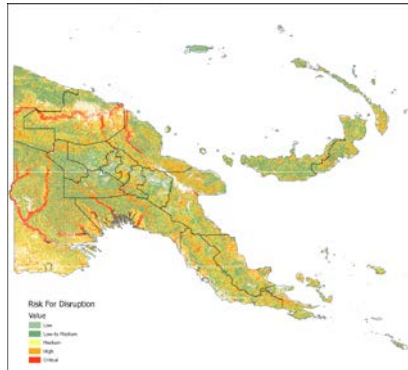 Risk For Disruption
Value
Low
Low to Medium
Medium
High
Critical